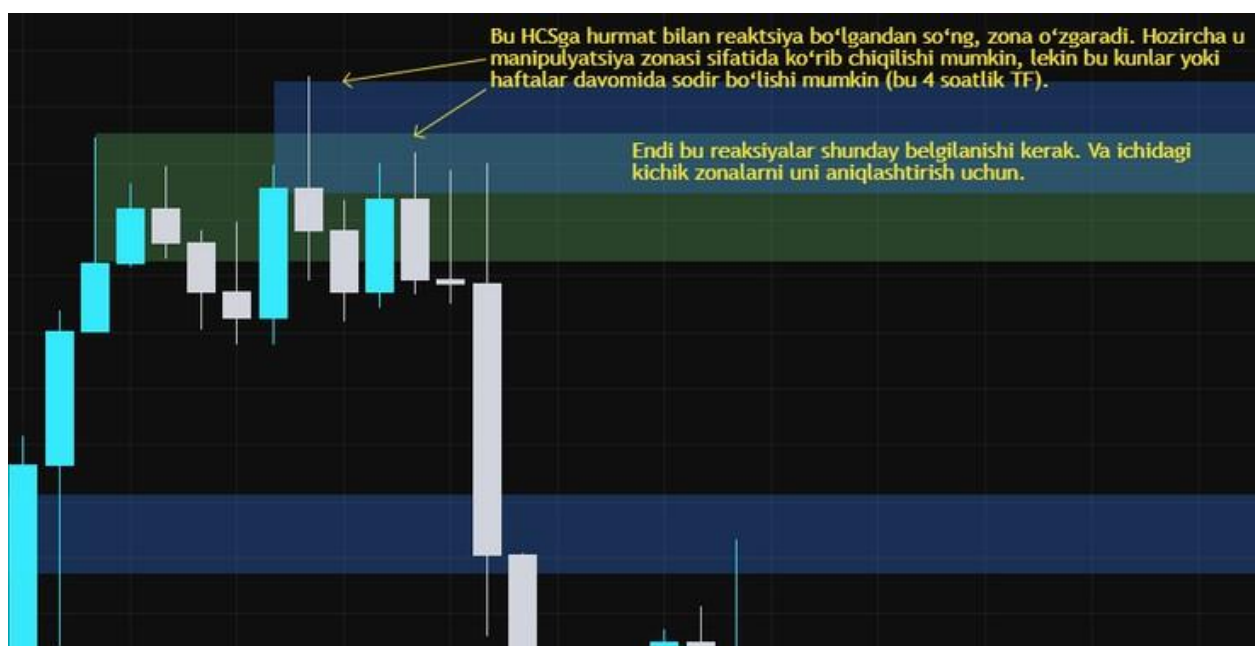 Bu HCSga hurmat bilan reaktsiya bo‘lgandan so‘ng, zona o‘zgaradi. Hozircha u
manipulyatsiya zonasi sifatida ko‘rib chiqilishi mumkin, lekin bu kunlar yoki
haftalar davomida sodir bo‘lishi mumkin (bu 4 soatlik TF).
Endi bu reaksiyalar shunday belgilanishi kerak. Va ichidagi
kichik zonalarni uni aniqlashtirish uchun.